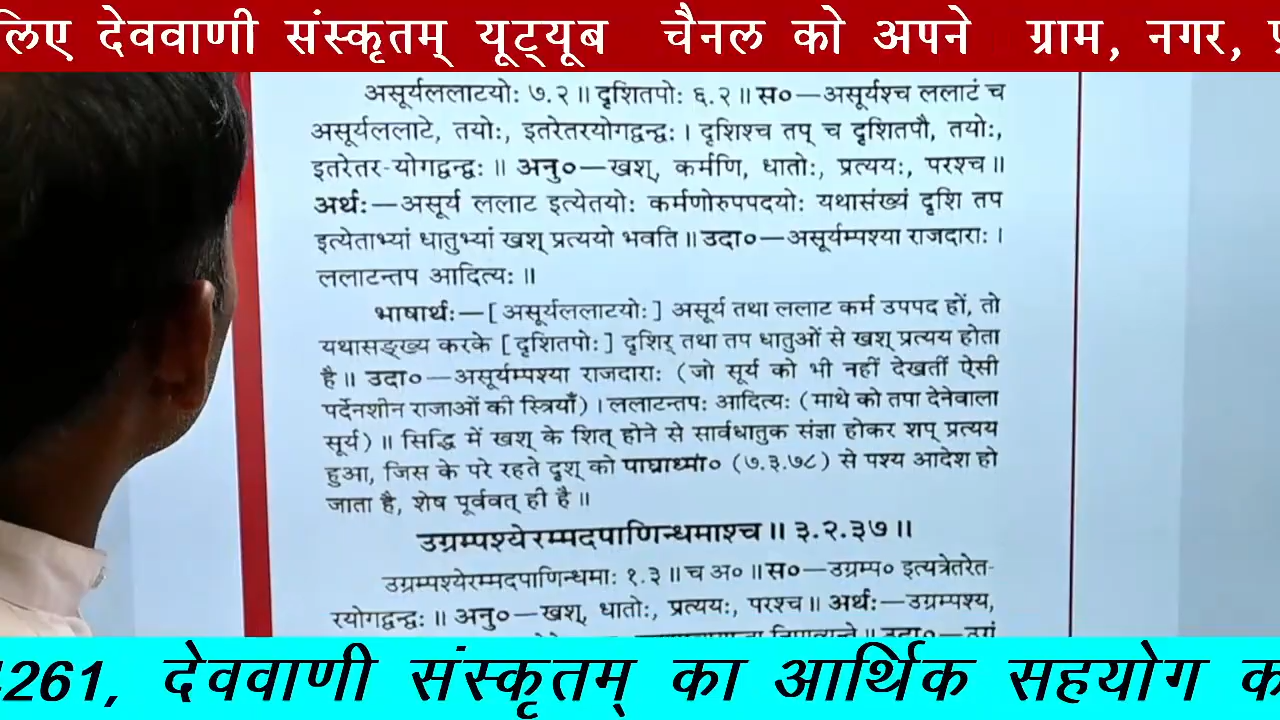 लिए देववाणी संस्कृतम् यूट्यूब चैनल को अपने ग्राम, नगर,
असूर्यललाटयोः ७.२॥ दृशितपोः ६.२॥ स०—असूर्यश्च ललाटं च
असूर्यललाटे, तयोः, इतरेतरयोगद्वन्द्वः। दृशिश्च तप् च दृशितपौ, तयोः,
इतरेतर-योगद्वन्द्वः॥ अनु०—खश्, कर्मणि, धातोः, प्रत्ययः, परश्च॥
अर्थः—असूर्य ललाट इत्येतयोः कर्मणोरुपपदयोः यथासंख्यं दृशि तप
इत्येताभ्यां धातुभ्यां खश् प्रत्ययो भवति॥ उदा०—असूर्यम्पश्या राजदाराः।
ललाटन्तप आदित्यः॥
भाषार्थः—[असूर्यललाटयोः] असूर्य तथा ललाट कर्म उपपद हों, तो
यथासङ्ख्य करके [दृशितपोः] दृशिर् तथा तप धातुओं से खश् प्रत्यय होता
है॥ उदा०—असूर्यम्पश्या राजदाराः (जो सूर्य को भी नहीं देखतीं ऐसी
पर्देनशीन राजाओं की स्त्रियाँ)। ललाटन्तपः आदित्यः (माथे को तपा देनेवाला
सूर्य)॥ सिद्धि में खश् के शित् होने से सार्वधातुक संज्ञा होकर शप् प्रत्यय
हुआ, जिस के परे रहते दृश् को पाघ्राध्मा० (७.३.७८) से पश्य आदेश हो
जाता है, शेष पूर्ववत् ही है॥
उग्रम्पश्येरम्मदपाणिन्धमाश्च॥ ३.२.३७॥
उग्रम्पश्येरम्मदपाणिन्धमाः १.३॥ च अ०॥ स०—उग्रम्प० इत्यत्रेतरेत-
रयोगद्वन्द्वः॥ अनु०—खश्, धातोः, प्रत्ययः, परश्च॥ अर्थः—उग्रम्पश्य,
261, देववाणी संस्कृतम् का आर्थिक सहयोग